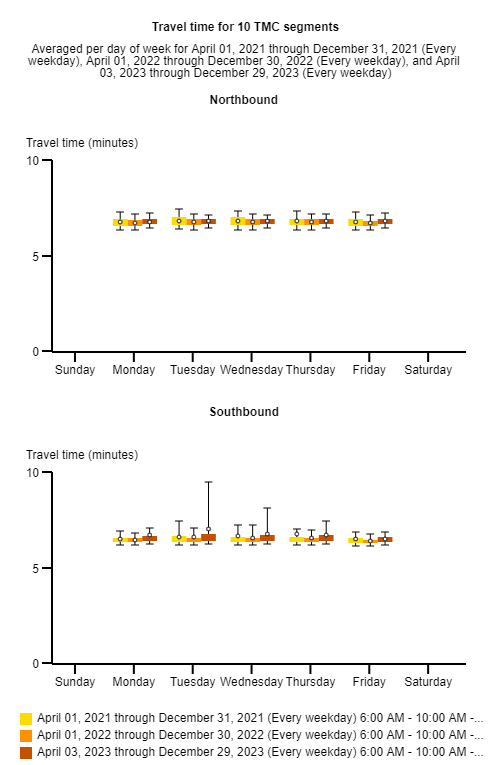 Travel time for 10 TMC segments
Averaged per day of week for April 01, 2021 through December 31, 2021 (Every
weekday), April 01, 2022 through December 30, 2022 (Every weekday), and April
03, 2023 through December 29, 2023 (Every weekday)
Northbound
Travel time (minutes)
10
5
0
Sunday Monday Tuesday Wednesday Thursday Friday Saturday
Southbound
Travel time (minutes)
10
5
0
Sunday Monday Tuesday Wednesday Thursday Friday Saturday
April 01, 2021 through December 31, 2021 (Every weekday) 6:00 AM - 10:00 AM -...
April 01, 2022 through December 30, 2022 (Every weekday) 6:00 AM - 10:00 AM -...
April 03, 2023 through December 29, 2023 (Every weekday) 6:00 AM - 10:00 AM -...